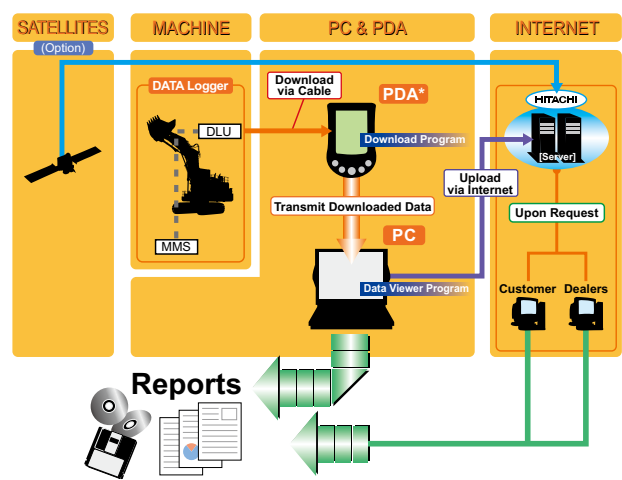 SATELLITES
(Option)
MACHINE
PC & PDA
INTERNET
DATA Logger
Download
via Cable
PDA*
HITACHI
DLU
Download Program
[Server]
Upload
via Internet
Transmit Downloaded Data
Upon Request
PC
MMS
Data Viewer Program
Customer
Dealers
Reports